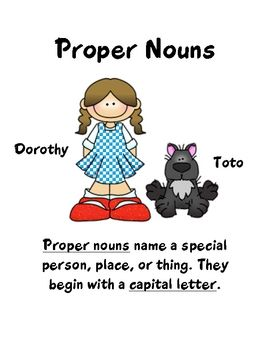 Proper Nouns
Dorothy
Toto
Proper nouns name a special
person, place, or thing. They
begin with a capital letter.